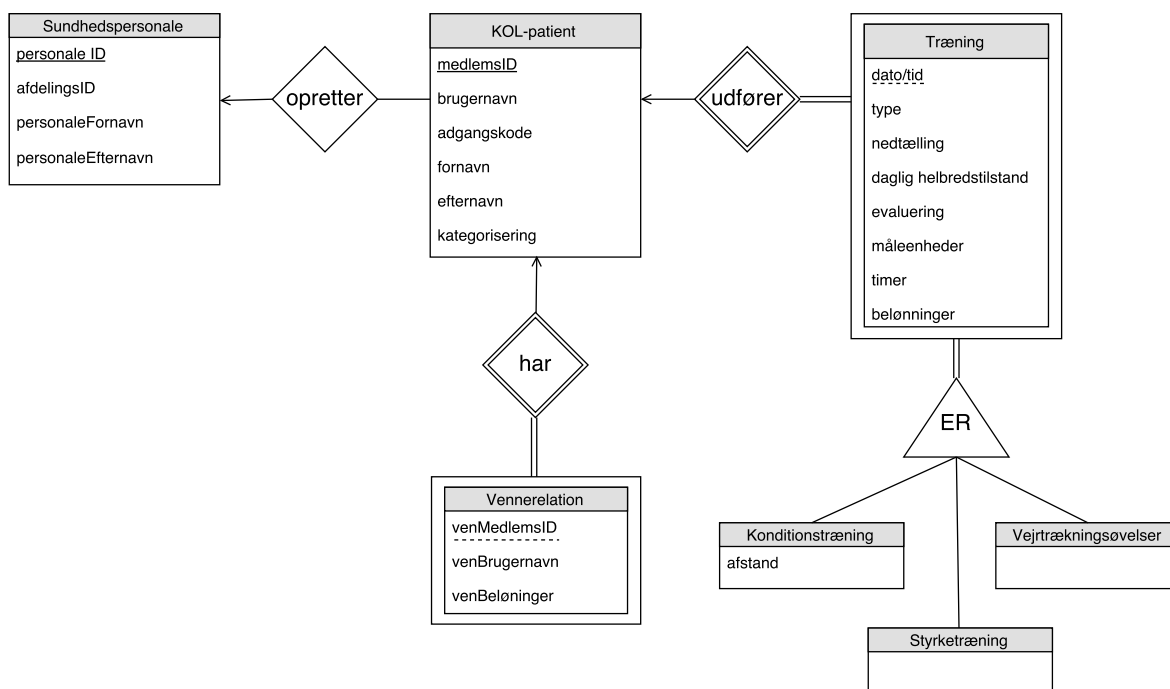 Sundhedspersonale
personale ID
afdelingsID
personaleFornavn
personaleEfternavn
opretter
KOL-patient
medlemsID
brugernavn
adgangskode
fornavn
efternavn
kategorisering
udfører
Træning
dato/tid
type
nedtælling
daglig helbredstilstand
evaluering
måleenheder
timer
belønninger
har
Vennerelation
venMedlemsID
venBrugernavn
venBeløninger
ER
Konditionstræning
afstand
Vejrtrækningsøvelser
Styrketræning